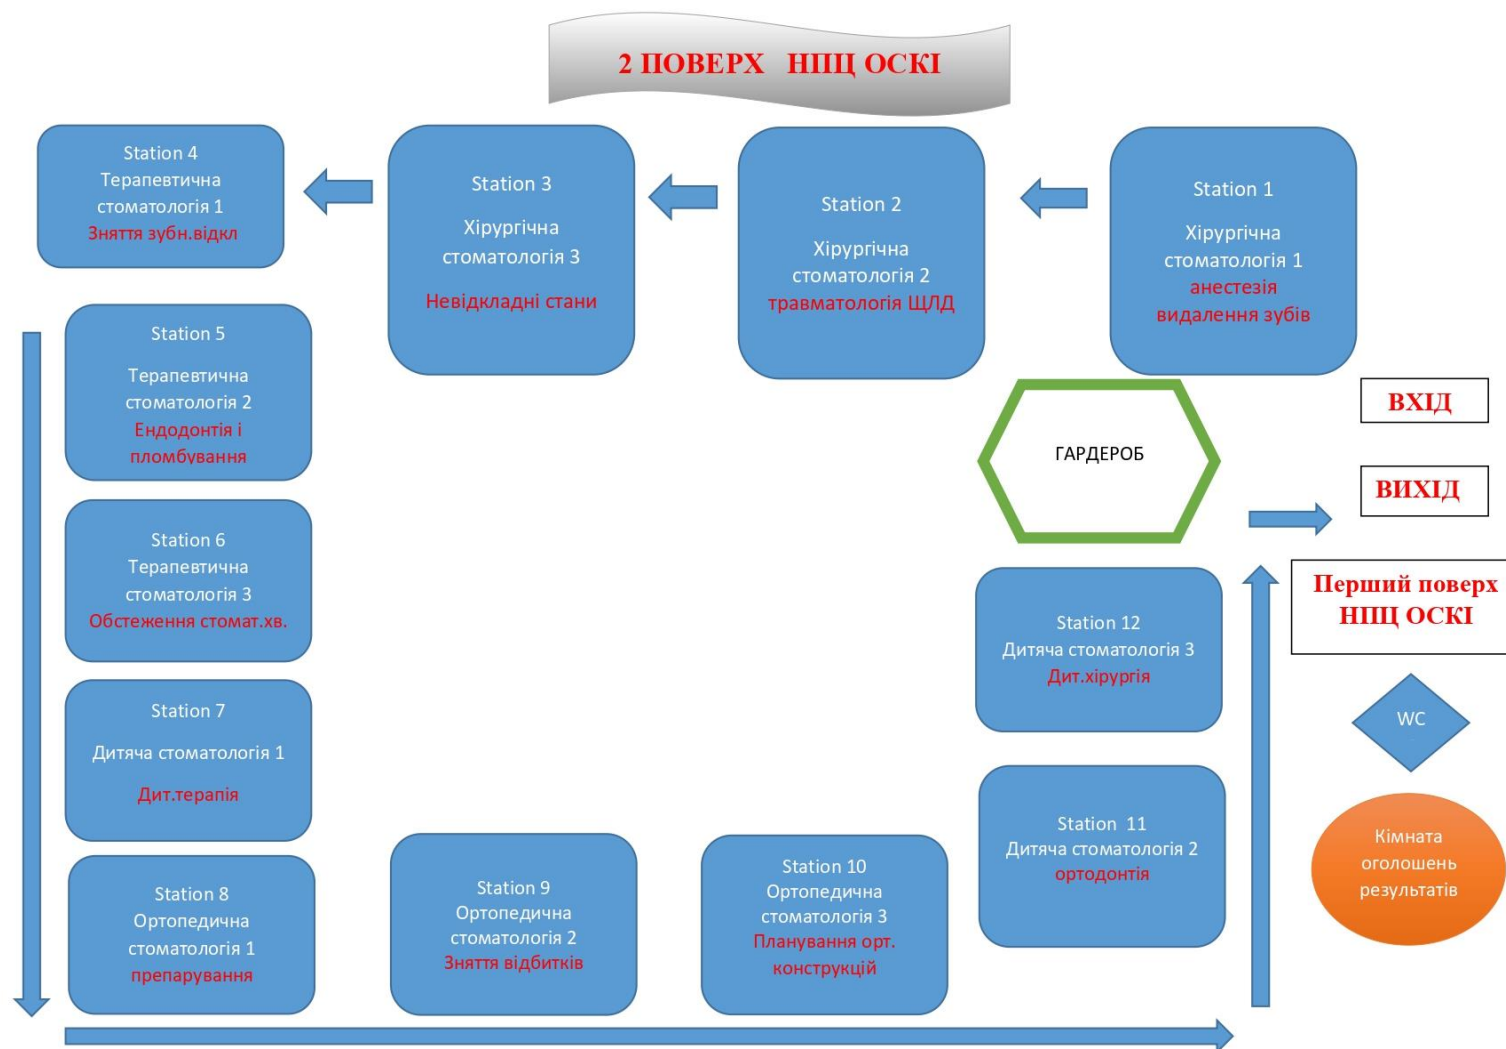 2 ПОВЕРХ НПЦ ОСКІ
Station 1
Хірургічна
стоматологія 1
анестезія
видалення зубів
Station 2
Хірургічна
стоматологія 2
травматологія ЩЛД
Station 3
Хірургічна
стоматологія 3
Невідкладні стани
Station 4
Терапевтична
стоматологія 1
Зняття зубн.відкл
Station 5
Терапевтична
стоматологія 2
Ендодонтія і
пломбування
Station 6
Терапевтична
стоматологія 3
Обстеження стомат.хв.
Station 7
Дитяча стоматологія 1
Дит.терапія
Station 8
Ортопедична
стоматологія 1
препарування
Station 9
Ортопедична
стоматологія 2
Зняття відбитків
Station 10
Ортопедична
стоматологія 3
Планування орт.
конструкцій
Station 11
Дитяча стоматологія 2
ортодонтія
Station 12
Дитяча стоматологія 3
Дит.хірургія
ГАРДЕРОБ
ВХІД
ВИХІД
Перший поверх
НПЦ ОСКІ
WC
Кімната
оголошень
результатів